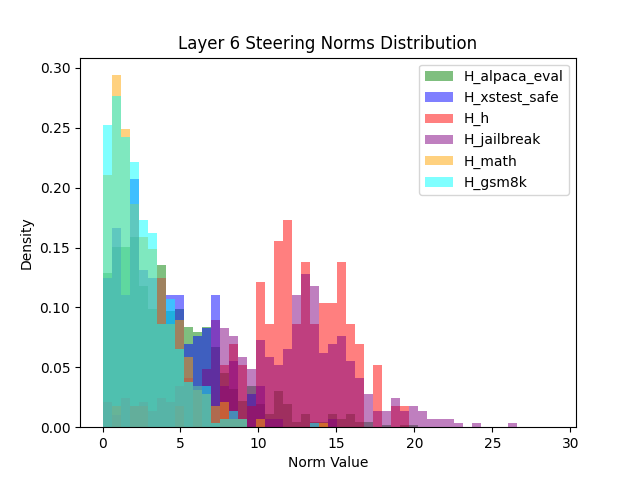 Layer 6 Steering Norms Distribution
H_alpaca_eval
H_xstest_safe
H_h
H_jailbreak
H_math
H_gsm8k
Density
0.30
0.25
0.20
0.15
0.10
0.05
0.00
0 5 10 15 20 25 30
Norm Value